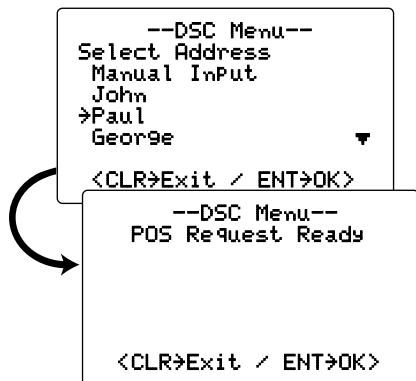 --DSC Menu--
Select Address
Manual InPut
John
→Paul
George
<CLR→Exit / ENT→OK>
--DSC Menu--
POS Request Ready
<CLR→Exit / ENT→OK>